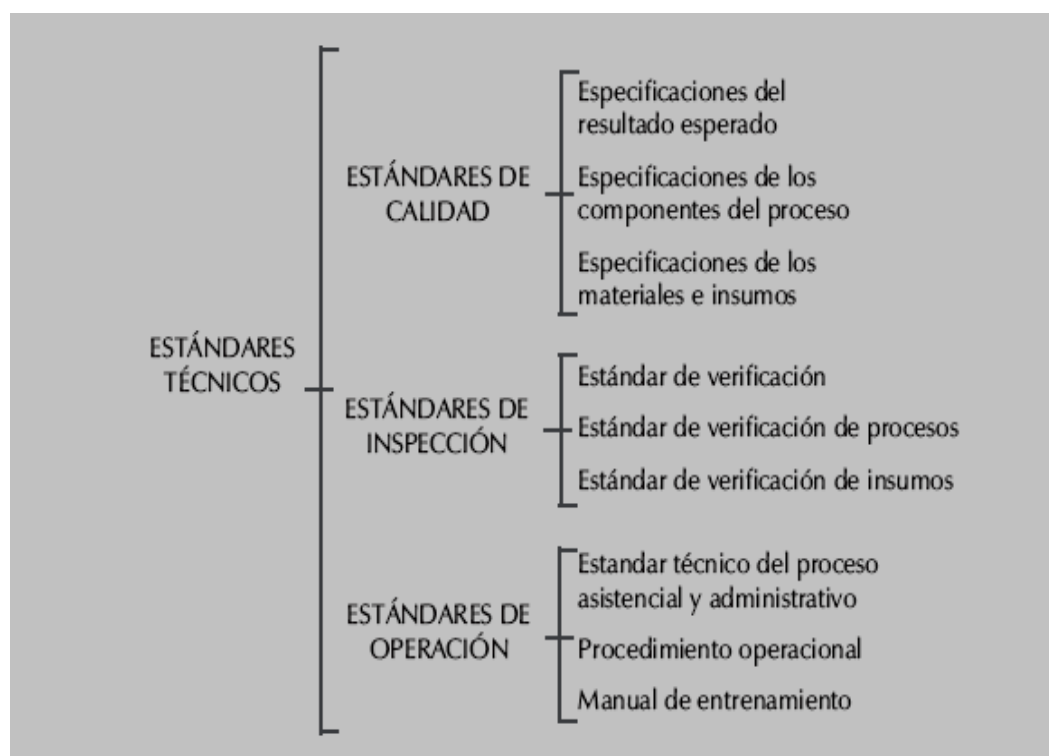 ESTÁNDARES
TÉCNICOS
ESTÁNDARES DE
CALIDAD
Especificaciones del
resultado esperado
Especificaciones de los
componentes del proceso
Especificaciones de los
materiales e insumos
ESTÁNDARES DE
INSPECCIÓN
Estándar de verificación
Estándar de verificación de procesos
Estándar de verificación de insumos
ESTÁNDARES DE
OPERACIÓN
Estandar técnico del proceso
asistencial y administrativo
Procedimiento operacional
Manual de entrenamiento